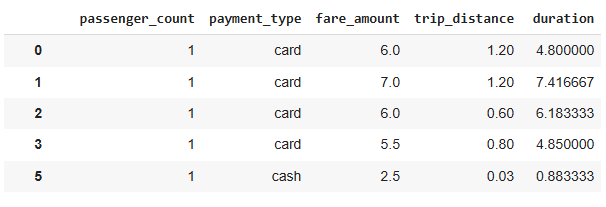 passenger_count payment_type fare_amount trip_distance duration
0 1 card 6.0 1.20 4.800000
1 1 card 7.0 1.20 7.416667
2 1 card 6.0 0.60 6.183333
3 1 card 5.5 0.80 4.850000
5 1 cash 2.5 0.03 0.883333